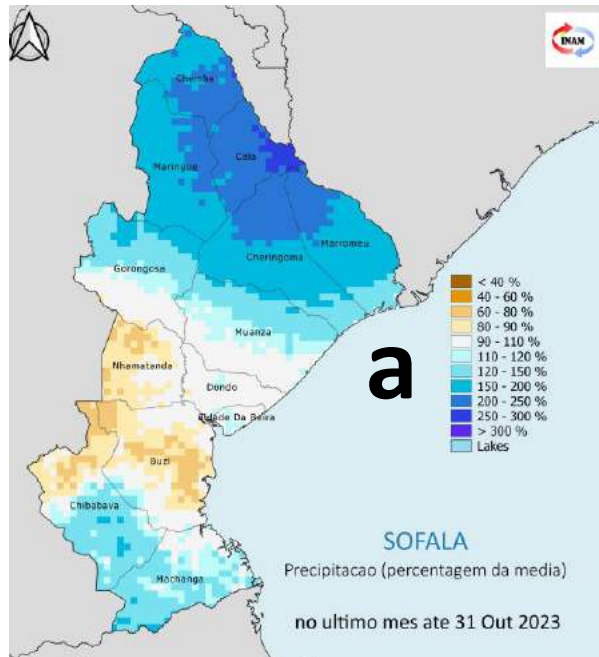 INAM
Chemba
Caia
Maringue
Marromeu
Cheringoma
Gorongosa
Muanza
Nhamatanda
Dondo
Cidade Da Beira
Buzi
Chibabava
Machanga
a
< 40 %
40 - 60 %
60 - 80 %
80 - 90 %
90 - 110 %
110 - 120 %
120 - 150 %
150 - 200 %
200 - 250 %
250 - 300 %
> 300 %
Lakes
SOFALA
Precipitacao (percentagem da media)
no ultimo mes ate 31 Out 2023